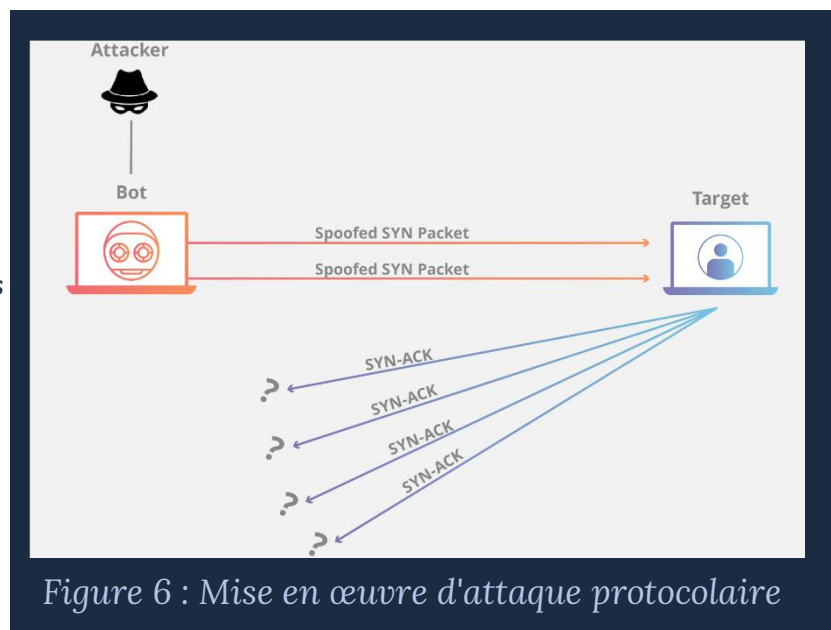 Attacker
Bot
Target
Spoofed SYN Packet
Spoofed SYN Packet
s
SYN-ACK
?
SYN-ACK
?
SYN-ACK
?
SYN-ACK
?
Figure 6 : Mise en œuvre d'attaque protocolaire